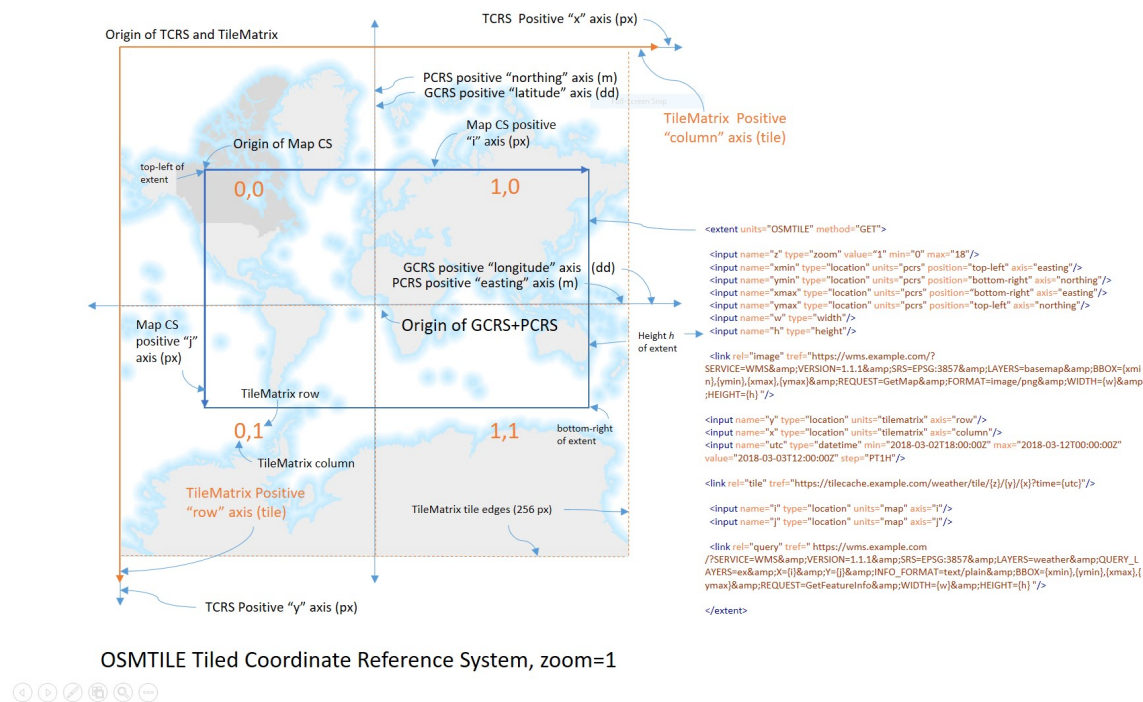 TCRS Positive “x” axis (px)
Origin of TCRS and TileMatrix
PCRS positive “northing” axis (m)
GCRS positive “latitude” axis (dd)
TileMatrix Positive
“column” axis (tile)
Map CS positive
“i” axis (px)
Origin of Map CS
top-left of
extent
0,0
1,0
GCRS positive “longitude” axis (dd)
PCRS positive “easting” axis (m)
Origin of GCRS+PCRS
Map CS
positive “j”
axis (px)
Height h
of extent
TileMatrix row
0,1
1,1
bottom-right
of extent
TileMatrix column
TileMatrix Positive
“row” axis (tile)
TileMatrix tile edges (256 px)
TCRS Positive “y” axis (px)
<extent units="OSMTILE" method="GET">
<input name="z" type="zoom" value="1" min="0" max="18"/>
<input name="xmin" type="location" units="pcrs" position="top-left" axis="easting"/>
<input name="ymin" type="location" units="pcrs" position="bottom-right" axis="northing"/>
<input name="xmax" type="location" units="pcrs" position="bottom-right" axis="easting"/>
<input name="ymax" type="location" units="pcrs" position="top-left" axis="northing"/>
<input name="w" type="width"/>
<input name="h" type="height"/>
<link rel="image" tref="https://wms.example.com/?
SERVICE=WMS&amp;VERSION=1.1.1&amp;SRS=EPSG:3857&amp;LAYERS=basemap&amp;BBOX={xmi
n},{ymin},{xmax},{ymax}&amp;REQUEST=GetMap&amp;FORMAT=image/png&amp;WIDTH={w}&amp
;HEIGHT={h} "/>
<input name="y" type="location" units="tilematrix" axis="row"/>
<input name="x" type="location" units="tilematrix" axis="column"/>
<input name="utc" type="datetime" min="2018-03-02T18:00:00Z" max="2018-03-12T00:00:00Z"
value="2018-03-03T12:00:00Z" step="PT1H"/>
<link rel="tile" tref="https://tilecache.example.com/weather/tile/{z}/{y}/{x}?time={utc}"/>
<input name="i" type="location" units="map" axis="i"/>
<input name="j" type="location" units="map" axis="j"/>
<link rel="query" tref=" https://wms.example.com
/?SERVICE=WMS&amp;VERSION=1.1.1&amp;SRS=EPSG:3857&amp;LAYERS=weather&amp;QUERY_L
AYERS=ex&amp;X={i}&amp;Y={j}&amp;INFO_FORMAT=text/plain&amp;BBOX={xmin},{ymin},{xmax},{
ymax}&amp;REQUEST=GetFeatureInfo&amp;WIDTH={w}&amp;HEIGHT={h} "/>
</extent>
OSMTILE Tiled Coordinate Reference System, zoom=1